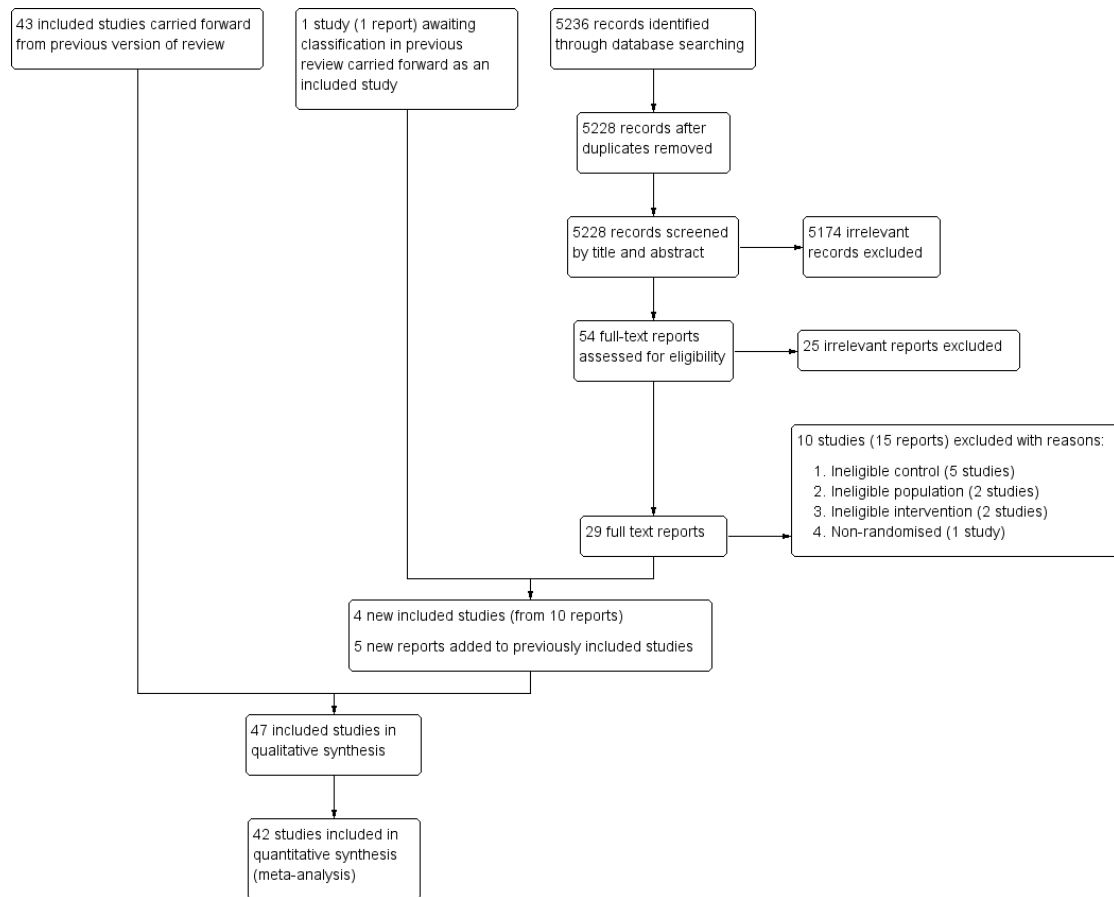 43 included studies carried forward
from previous version of review
1 study (1 report) awaiting
classification in previous
review carried forward as an
included study
5236 records identified
through database searching
5228 records after
duplicates removed
5228 records screened
by title and abstract
5174 irrelevant
records excluded
54 full-text reports
assessed for eligibility
25 irrelevant reports excluded
10 studies (15 reports) excluded with reasons:
1. Ineligible control (5 studies)
2. Ineligible population (2 studies)
3. Ineligible intervention (2 studies)
4. Non-randomised (1 study)
29 full text reports
4 new included studies (from 10 reports)
5 new reports added to previously included studies
47 included studies in
qualitative synthesis
42 studies included in
quantitative synthesis
(meta-analysis)